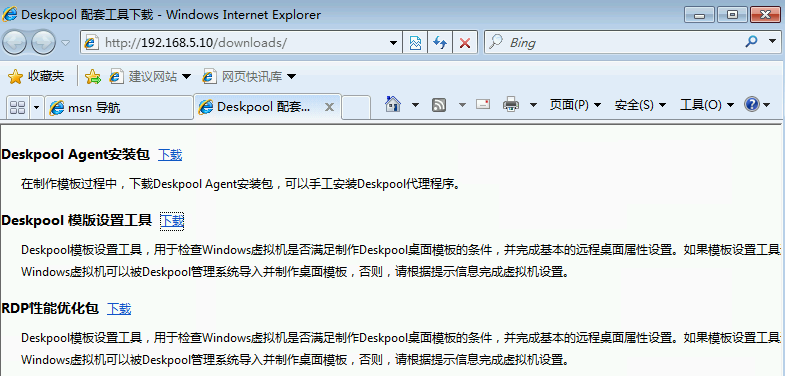 Deskpool 配套工具下载 - Windows Internet Explorer
http://192.168.5.10/downloads/
Bing
收藏夹 建议网站 网页快讯库
msn 导航 Deskpool 配套... 页面(P) 安全(S) 工具(O)
Deskpool Agent安装包 下载
在制作模板过程中，下载Deskpool Agent安装包，可以手工安装Deskpool代理程序。
Deskpool 模版设置工具 下载
Deskpool模板设置工具，用于检查Windows虚拟机是否满足制作Deskpool桌面模板的条件，并完成基本的远程桌面属性设置。如果模板设置工具
Windows虚拟机可以被Deskpool管理系统导入并制作桌面模板，否则，请根据提示信息完成虚拟机设置。
RDP性能优化包 下载
Deskpool模板设置工具，用于检查Windows虚拟机是否满足制作Deskpool桌面模板的条件，并完成基本的远程桌面属性设置。如果模板设置工具
Windows虚拟机可以被Deskpool管理系统导入并制作桌面模板，否则，请根据提示信息完成虚拟机设置。